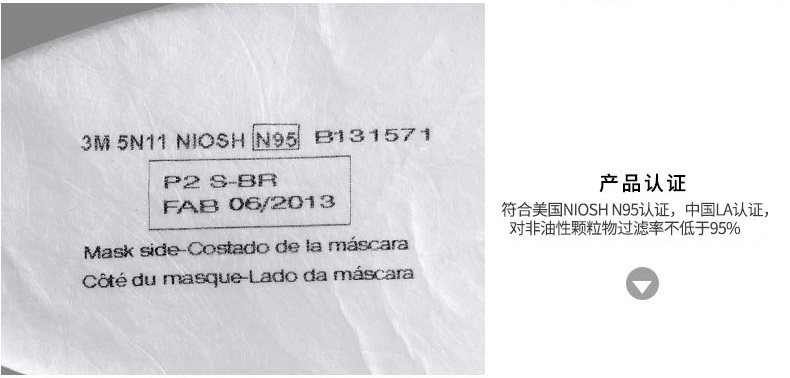 3M 5N11 NIOSH N95 B131571
P2 S-BR
FAB 06/2013
Mask side-Costado de la máscara
Côté du masque-Lado da máscara
产品认证
符合美国NIOSH N95认证，中国LA认证，
对非油性颗粒物过滤率不低于95%